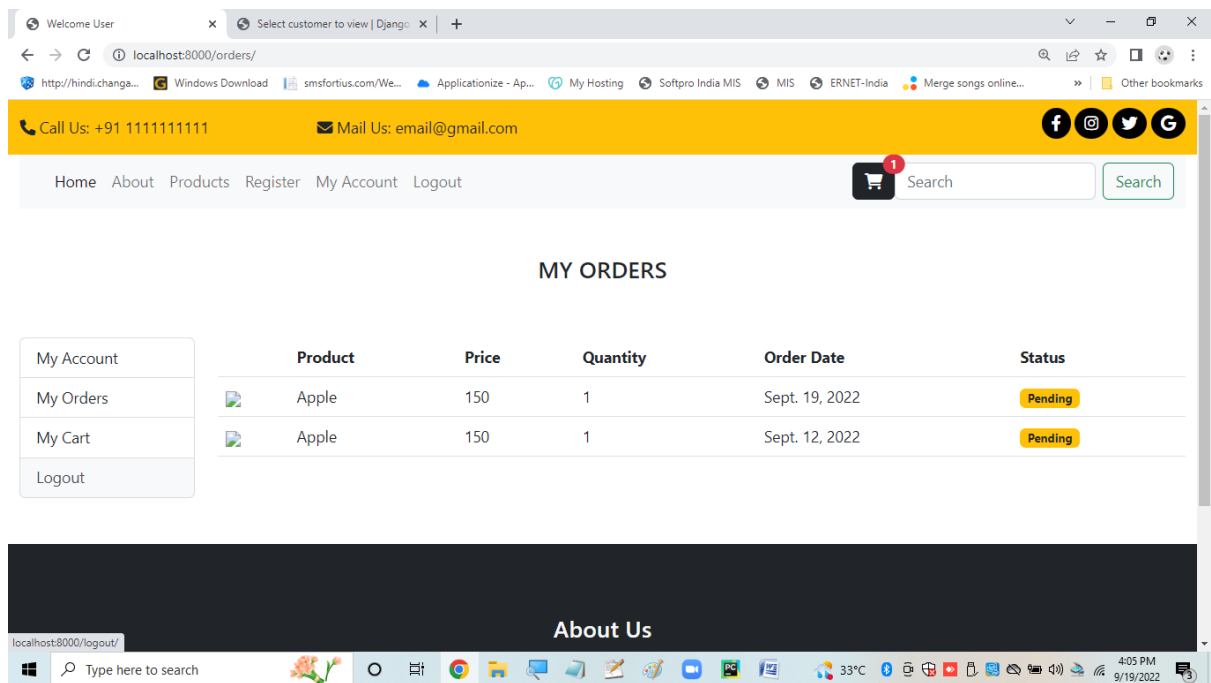 Welcome User
Select customer to view | Django
localhost:8000/orders/
http://hindi.changa... Windows Download smsfortius.com/We... Applicationize - Ap... My Hosting Softpro India MIS MIS ERNET-India Merge songs online... » Other bookmarks
Call Us: +91 1111111111 Mail Us: email@gmail.com
Home About Products Register My Account Logout 1 Search Search
MY ORDERS
My Account
My Orders
My Cart
Logout
Product Price Quantity Order Date Status
Apple 150 1 Sept. 19, 2022 Pending
Apple 150 1 Sept. 12, 2022 Pending
About Us
localhost:8000/logout/
Type here to search 33°C 4:05 PM
9/19/2022